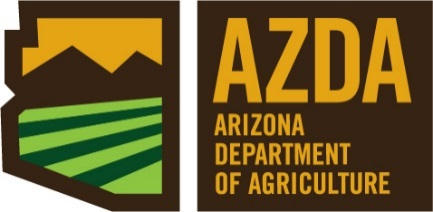 AZDA
ARIZONA
DEPARTMENT
OF AGRICULTURE